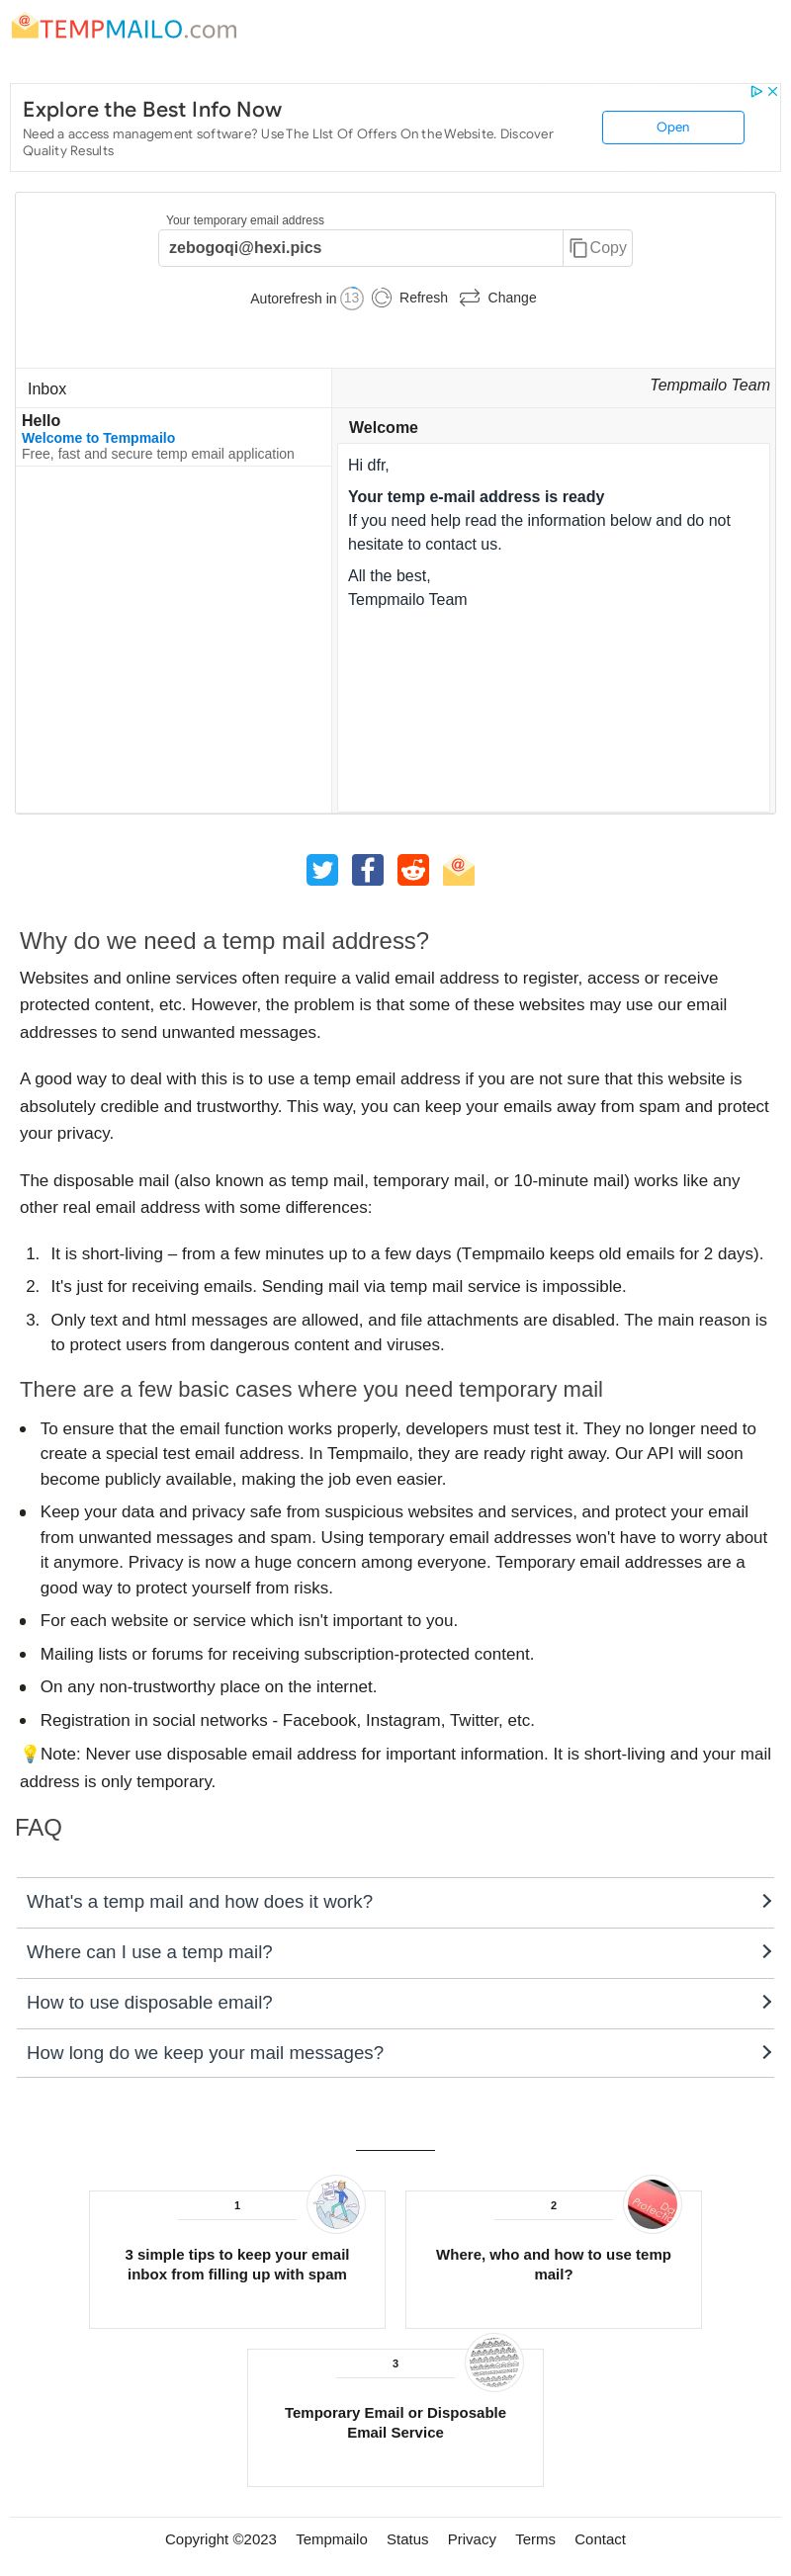 TEMPMAILO.com
Explore the Best Info Now
Need a access management software? Use The LIst Of Offers On the Website. Discover
Quality Results
Open
Your temporary email address
zebogoqi@hexi.pics
Copy
Autorefresh in 13 Refresh Change
Inbox
Tempmailo Team
Hello
Welcome to Tempmailo
Free, fast and secure temp email application
Welcome
Hi dfr,
Your temp e-mail address is ready
If you need help read the information below and do not
hesitate to contact us.
All the best,
Tempmailo Team
Why do we need a temp mail address?
Websites and online services often require a valid email address to register, access or receive
protected content, etc. However, the problem is that some of these websites may use our email
addresses to send unwanted messages.
A good way to deal with this is to use a temp email address if you are not sure that this website is
absolutely credible and trustworthy. This way, you can keep your emails away from spam and protect
your privacy.
The disposable mail (also known as temp mail, temporary mail, or 10-minute mail) works like any
other real email address with some differences:
1. It is short-living – from a few minutes up to a few days (Tempmailo keeps old emails for 2 days).
2. It's just for receiving emails. Sending mail via temp mail service is impossible.
3. Only text and html messages are allowed, and file attachments are disabled. The main reason is
to protect users from dangerous content and viruses.
There are a few basic cases where you need temporary mail
• To ensure that the email function works properly, developers must test it. They no longer need to
create a special test email address. In Tempmailo, they are ready right away. Our API will soon
become publicly available, making the job even easier.
• Keep your data and privacy safe from suspicious websites and services, and protect your email
from unwanted messages and spam. Using temporary email addresses won't have to worry about
it anymore. Privacy is now a huge concern among everyone. Temporary email addresses are a
good way to protect yourself from risks.
• For each website or service which isn't important to you.
• Mailing lists or forums for receiving subscription-protected content.
• On any non-trustworthy place on the internet.
• Registration in social networks - Facebook, Instagram, Twitter, etc.
💡Note: Never use disposable email address for important information. It is short-living and your mail
address is only temporary.
FAQ
What's a temp mail and how does it work?
Where can I use a temp mail?
How to use disposable email?
How long do we keep your mail messages?
1
3 simple tips to keep your email
inbox from filling up with spam
2
Where, who and how to use temp
mail?
3
Temporary Email or Disposable
Email Service
Copyright ©2023 Tempmailo Status Privacy Terms Contact